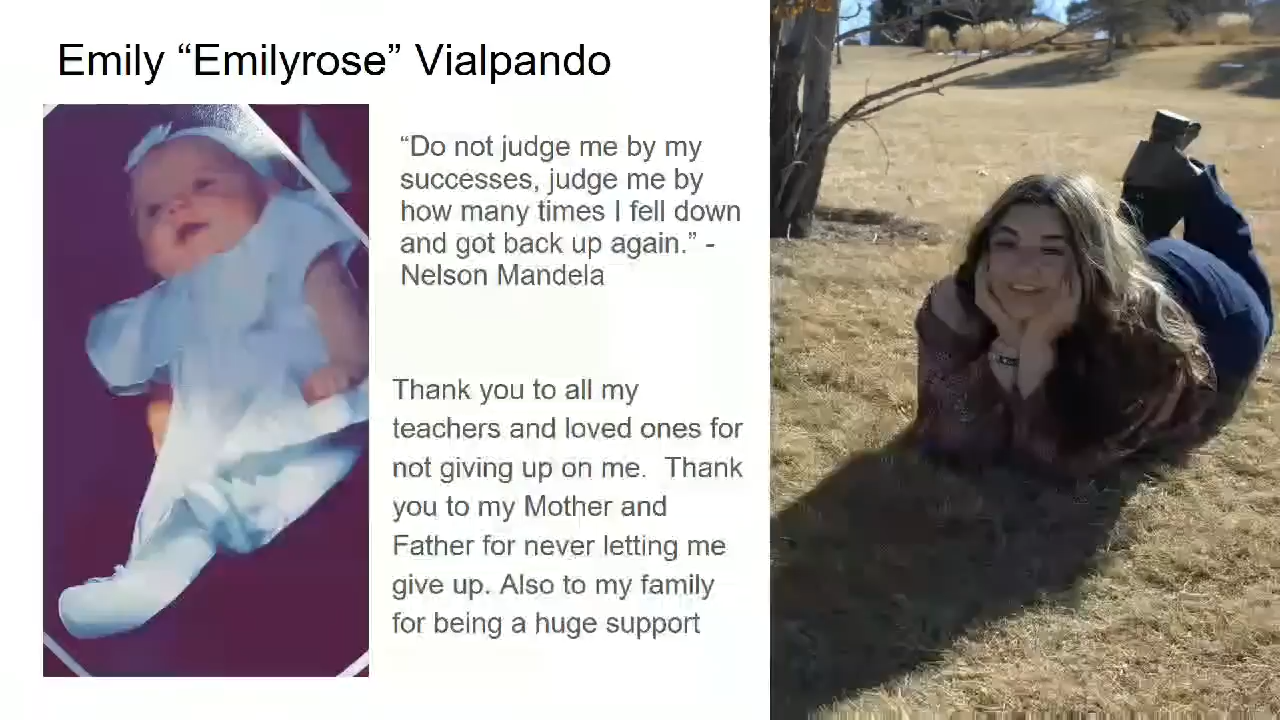 Emily “Emilyrose” Vialpando
“Do not judge me by my
successes, judge me by
how many times I fell down
and got back up again.” -
Nelson Mandela
Thank you to all my
teachers and loved ones for
not giving up on me.  Thank
you to my Mother and
Father for never letting me
give up. Also to my family
for being a huge support